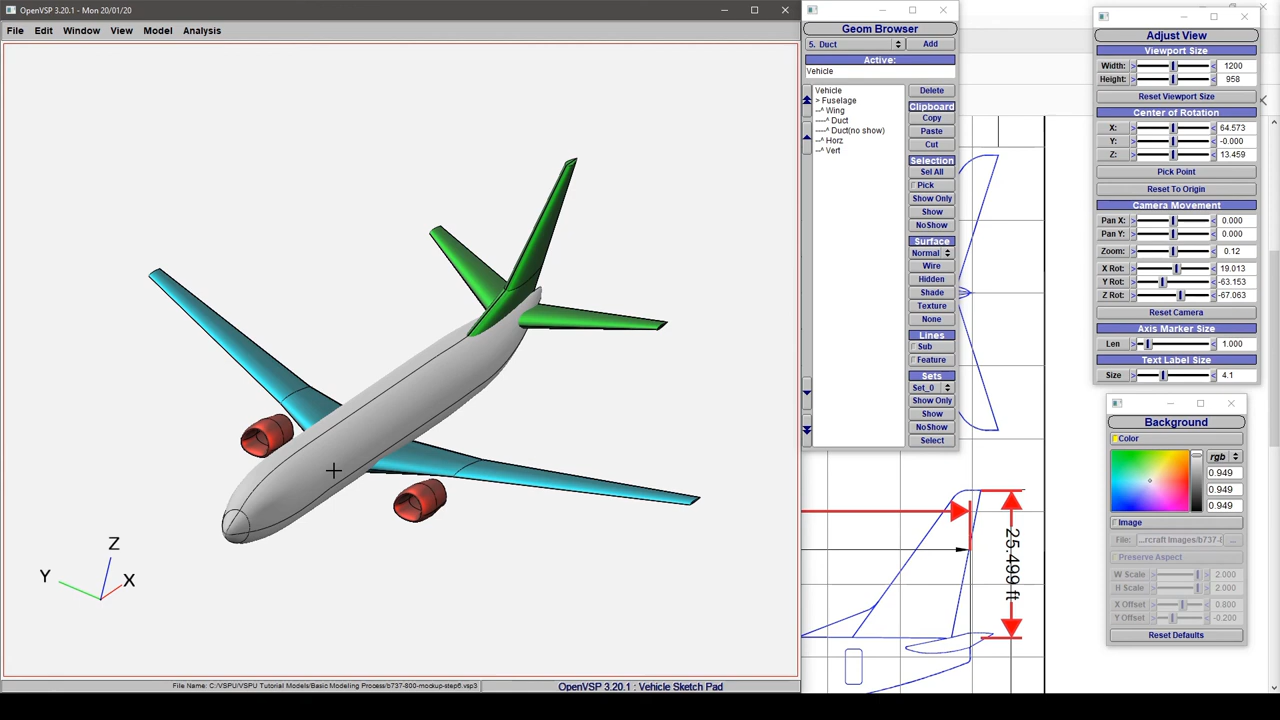 OpenVSP 3.20.1 - Mon 20/01/20
File Edit Window View Model Analysis
Z
Y
X
File Name: C:/VSPU/VSPU Tutorial Models/Basic Modeling Process/b737-800-mockup-step6.vsp3
OpenVSP 3.20.1 : Vehicle Sketch Pad
Geom Browser
5. Duct Add
Active:
Vehicle
Vehicle
> Fuselage
--^ Wing
----^ Duct
----^ Duct(no show)
--^ Horz
--^ Vert
Delete
Clipboard
Copy
Paste
Cut
Selection
Sel All
Pick
Show Only
Show
NoShow
Surface
Normal
Wire
Hidden
Shade
Texture
None
Lines
Sub
Feature
Sets
Set_0
Show Only
Show
NoShow
Select
25.499 ft
Adjust View
Viewport Size
Width: > < 1200
Height: > < 958
Reset Viewport Size
Center of Rotation
X: > < 64.573
Y: > < -0.000
Z: > < 13.459
Pick Point
Reset To Origin
Camera Movement
Pan X: > < 0.000
Pan Y: > < 0.000
Zoom: > < 0.12
X Rot: > < 19.013
Y Rot: > < -63.153
Z Rot: > < -67.063
Reset Camera
Axis Marker Size
Len > < 1.000
Text Label Size
Size > < 4.1
Background
Color
rgb
0.949
0.949
0.949
Image
File: ...rcraft Images/b737-8 ...
Preserve Aspect
W Scale > < 2.000
H Scale > < 2.000
X Offset > < 0.800
Y Offset > < -0.200
Reset Defaults